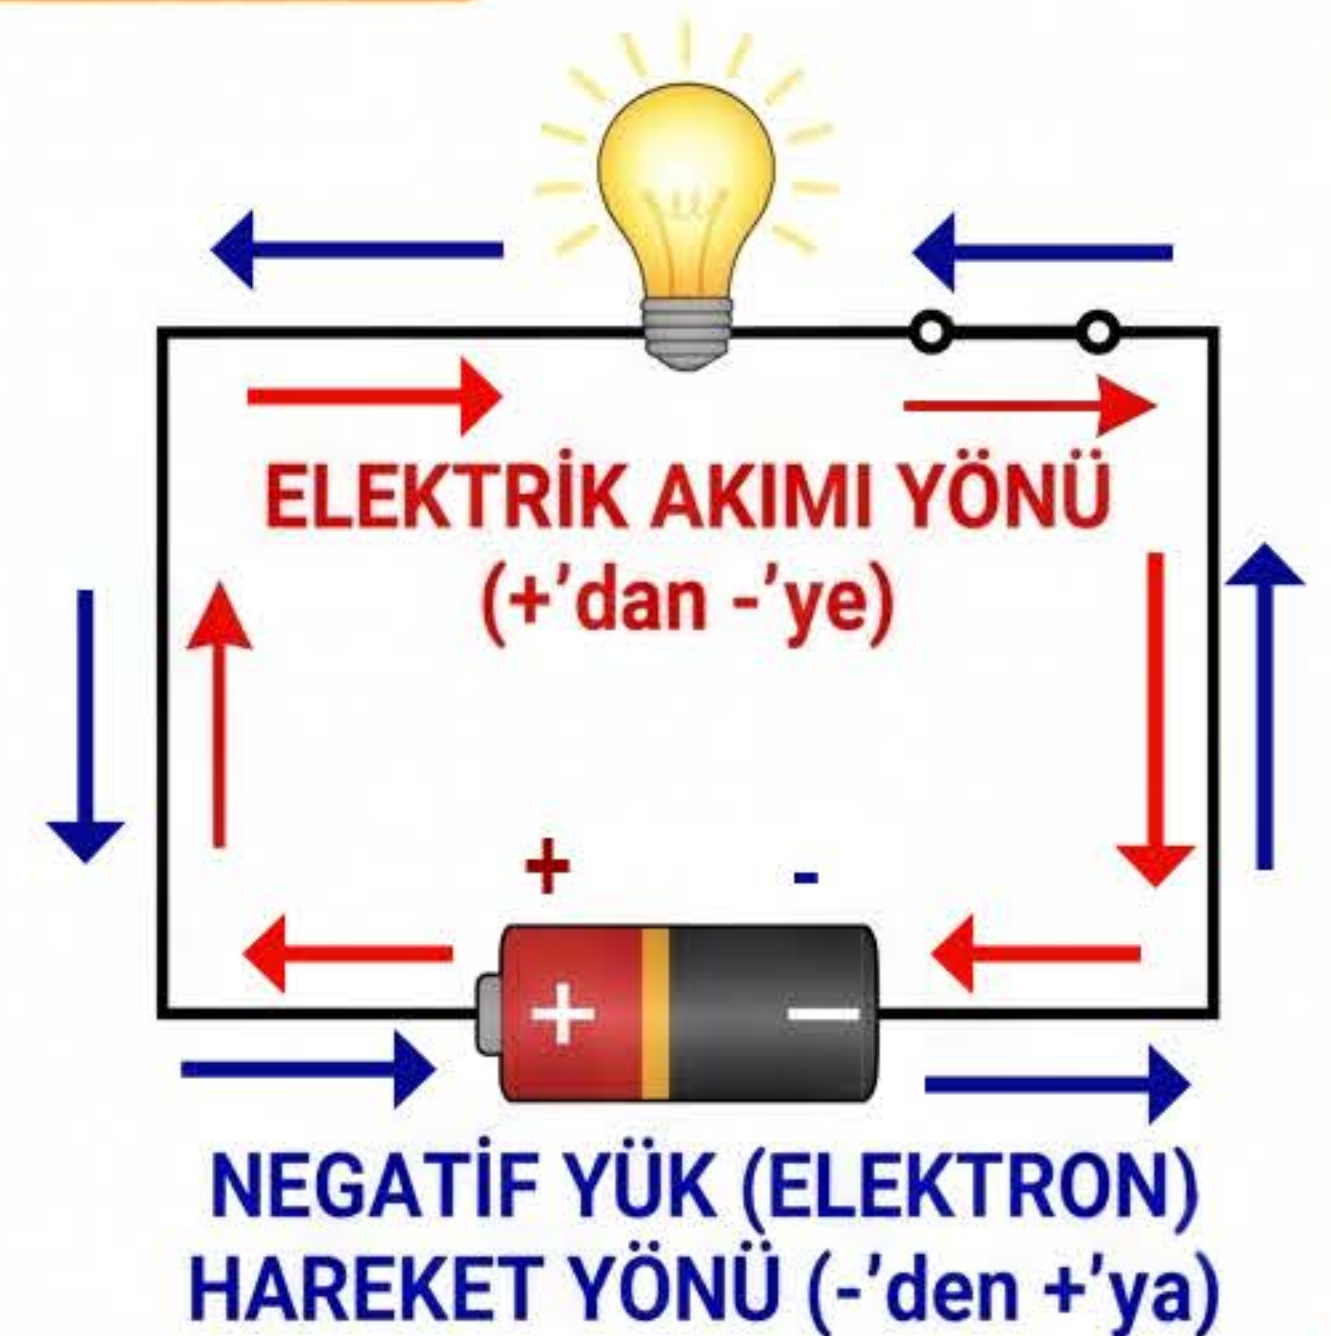 ELEKTRİK AKIMI YÖNÜ
(+’dan -’ye)
+ -
+ −
NEGATİF YÜK (ELEKTRON)
HAREKET YÖNÜ (-’den +’ya)